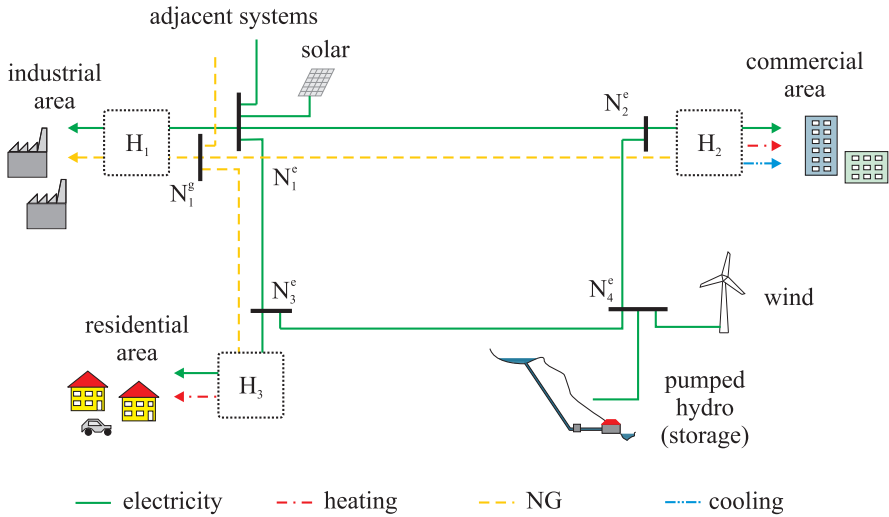 adjacent systems
solar
industrial
area
commercial
area
N₂ᵉ
H₁
H₂
N₁ᵍ
N₁ᵉ
N₃ᵉ
N₄ᵉ
wind
residential
area
H₃
pumped
hydro
(storage)
electricity
heating
NG
cooling